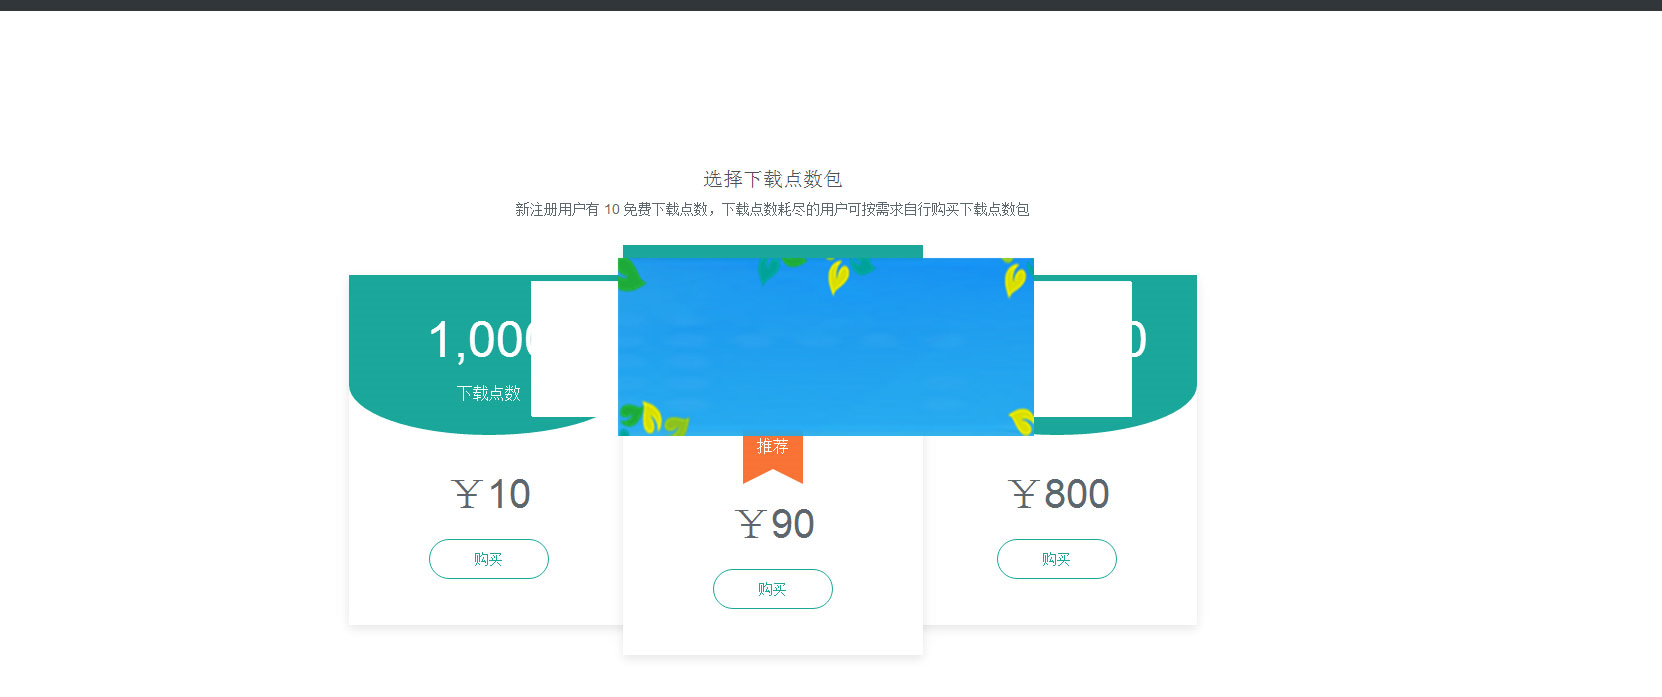 选择下载点数包
新注册用户有 10 免费下载点数，下载点数耗尽的用户可按需求自行购买下载点数包
1,000
下载点数
0
推荐
￥10
￥90
￥800
购买
购买
购买